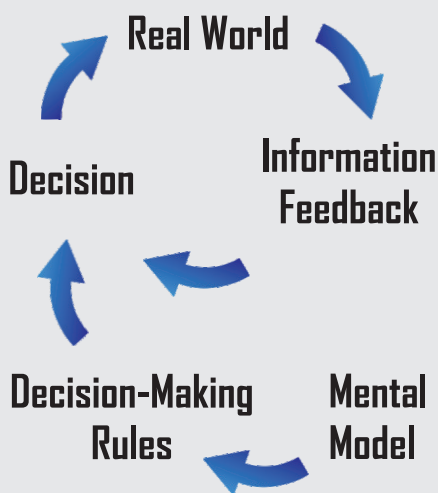 Real World
Information
Feedback
Decision
Decision-Making
Rules
Mental
Model